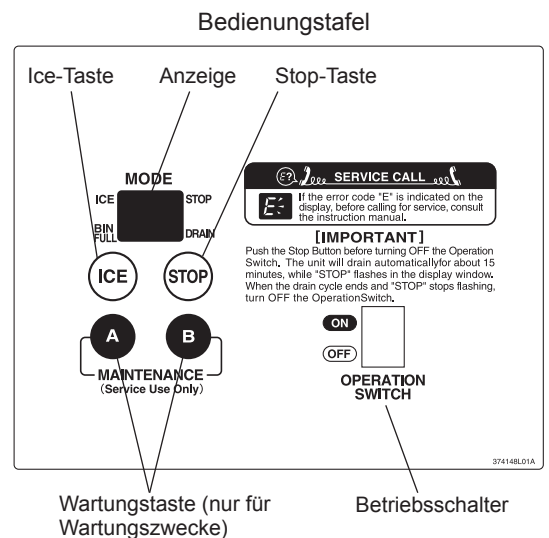 Bedienungstafel
Ice-Taste
Anzeige
Stop-Taste
MODE
ICE
STOP
BIN
FULL
DRAIN
ICE
STOP
A
B
MAINTENANCE
(Service Use Only)
E?
SERVICE CALL
E
If the error code "E" is indicated on the
display, before calling for service, consult
the instruction manual.
[IMPORTANT]
Push the Stop Button before turning OFF the Operation
Switch. The unit will drain automaticallyfor about 15
minutes, while "STOP" flashes in the display window.
When the drain cycle ends and "STOP" stops flashing,
turn OFF the OperationSwitch.
ON
OFF
OPERATION
SWITCH
374148L01A
Wartungstaste (nur für
Wartungszwecke)
Betriebsschalter